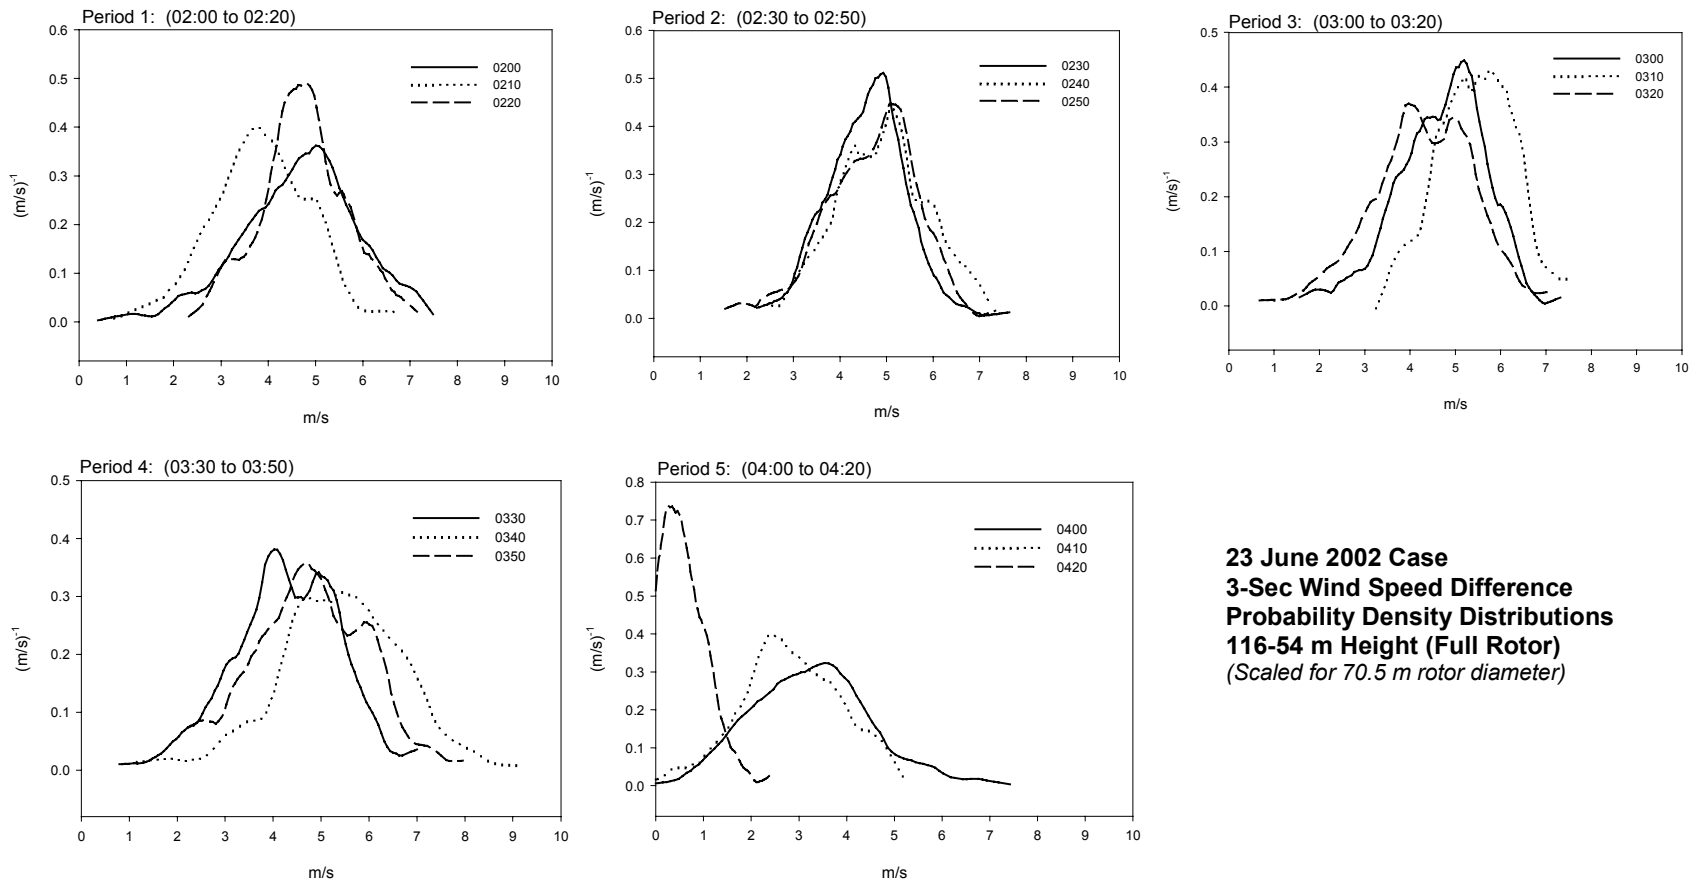 Period 1: (02:00 to 02:20)
0.6
0.5
0.4
0.3
0.2
0.1
0.0
(m/s)-1
0200
0210
0220
0 1 2 3 4 5 6 7 8 9 10
m/s
Period 2: (02:30 to 02:50)
0.6
0.5
0.4
0.3
0.2
0.1
0.0
(m/s)-1
0230
0240
0250
0 1 2 3 4 5 6 7 8 9 10
m/s
Period 3: (03:00 to 03:20)
0.5
0.4
0.3
0.2
0.1
0.0
(m/s)-1
0300
0310
0320
0 1 2 3 4 5 6 7 8 9 10
m/s
Period 4: (03:30 to 03:50)
0.5
0.4
0.3
0.2
0.1
0.0
(m/s)-1
0330
0340
0350
0 1 2 3 4 5 6 7 8 9 10
m/s
Period 5: (04:00 to 04:20)
0.8
0.7
0.6
0.5
0.4
0.3
0.2
0.1
0.0
(m/s)-1
0400
0410
0420
0 1 2 3 4 5 6 7 8 9 10
m/s
23 June 2002 Case
3-Sec Wind Speed Difference
Probability Density Distributions
116-54 m Height (Full Rotor)
(Scaled for 70.5 m rotor diameter)